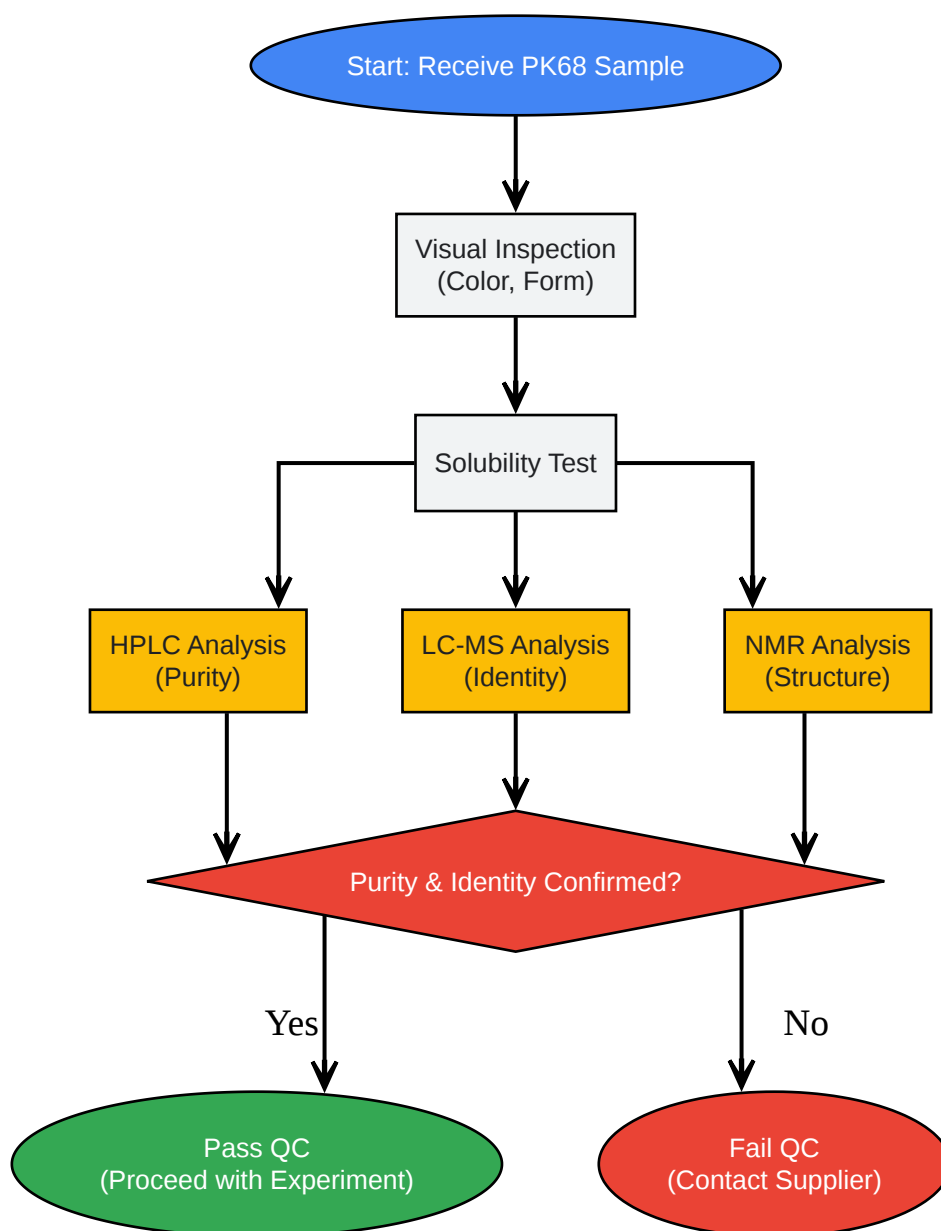 Start: Receive PK68 Sample
Visual Inspection
(Color, Form)
Solubility Test
HPLC Analysis
(Purity)
LC-MS Analysis
(Identity)
NMR Analysis
(Structure)
Purity & Identity Confirmed?
Yes
No
Pass QC
(Proceed with Experiment)
Fail QC
(Contact Supplier)